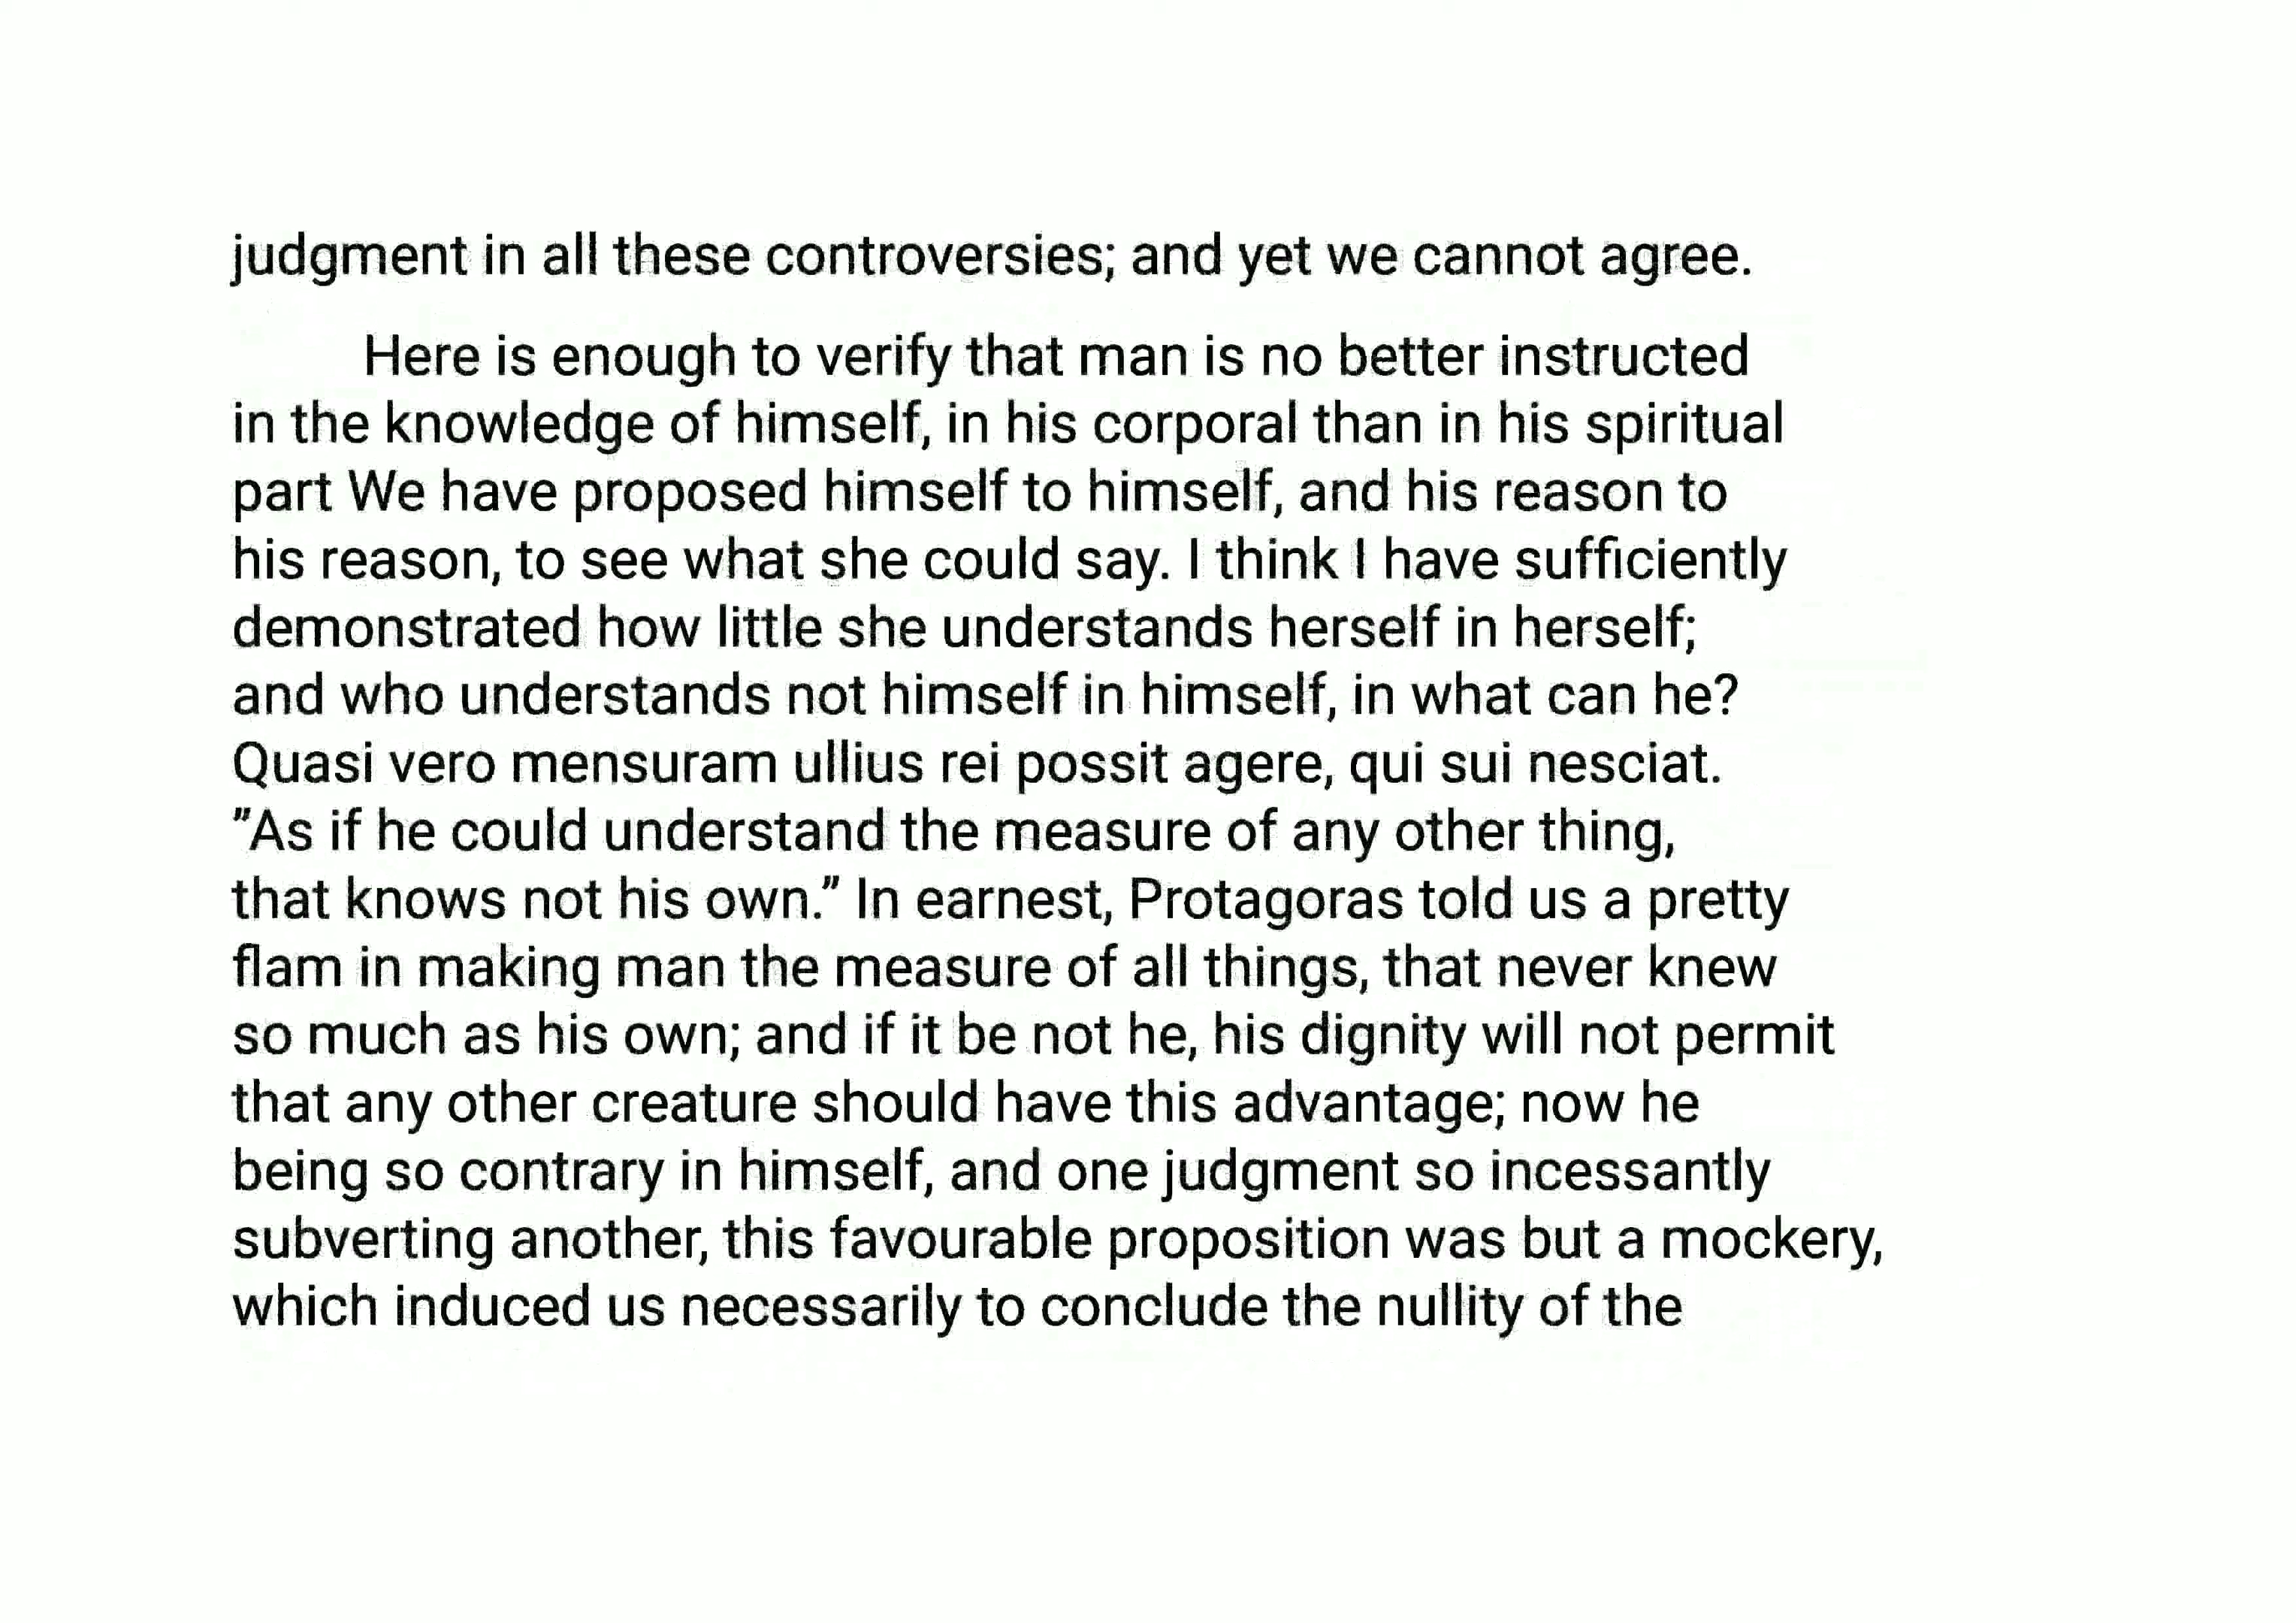 judgment in all these controversies; and yet we cannot agree.
Here is enough to verify that man is no better instructed
in the knowledge of himself, in his corporal than in his spiritual
part We have proposed himself to himself, and his reason to
his reason, to see what she could say. I think I have sufficiently
demonstrated how little she understands herself in herself;
and who understands not himself in himself, in what can he?
Quasi vero mensuram ullius rei possit agere, qui sui nesciat.
"As if he could understand the measure of any other thing,
that knows not his own." In earnest, Protagoras told us a pretty
flam in making man the measure of all things, that never knew
so much as his own; and if it be not he, his dignity will not permit
that any other creature should have this advantage; now he
being so contrary in himself, and one judgment so incessantly
subverting another, this favourable proposition was but a mockery,
which induced us necessarily to conclude the nullity of the